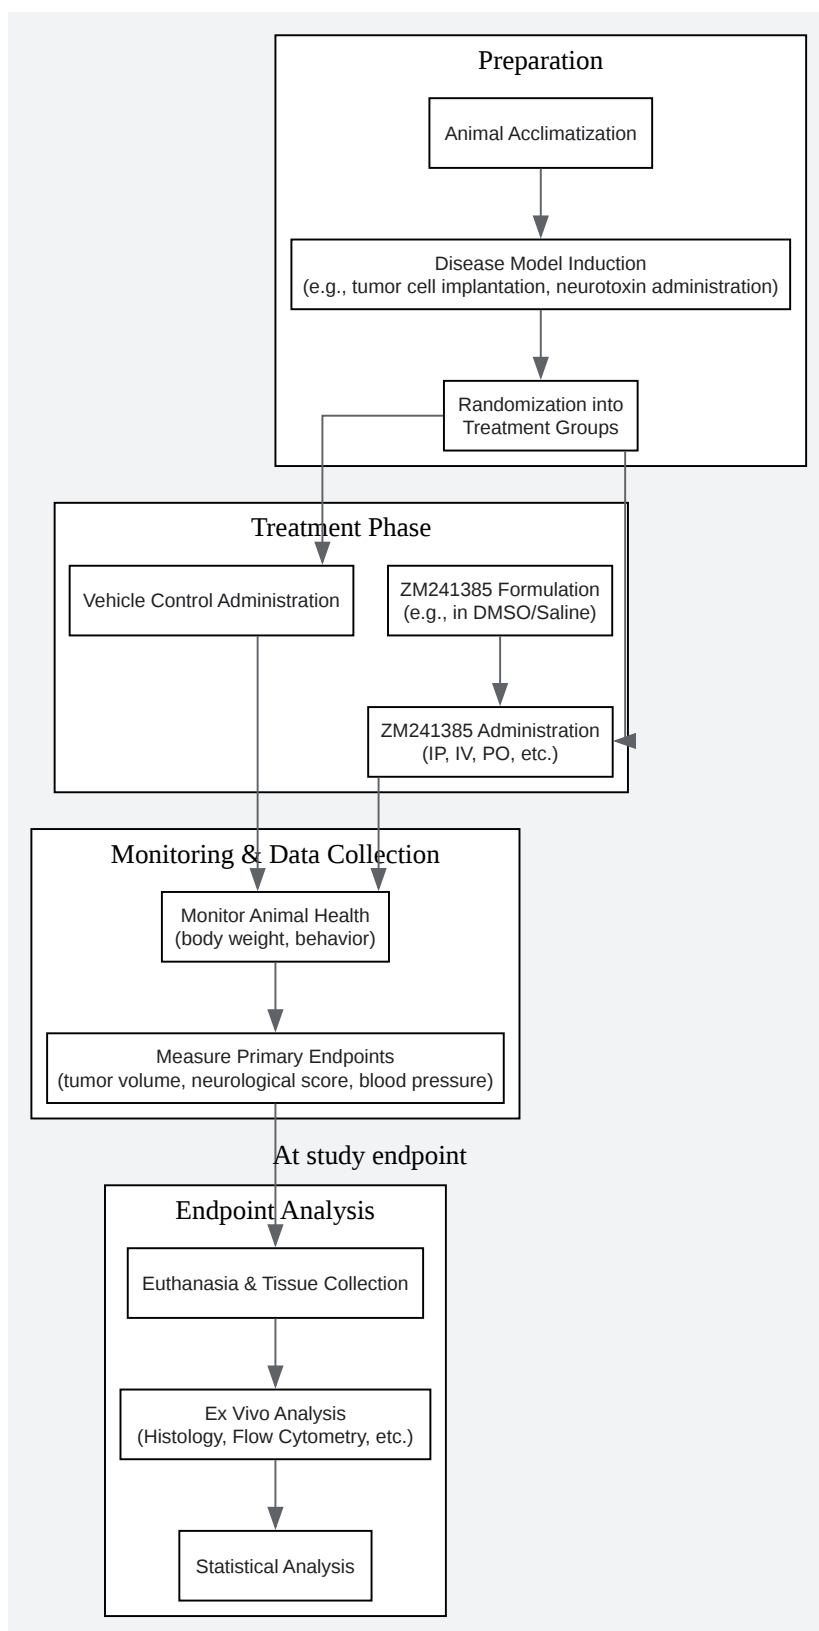 Preparation
Animal Acclimatization
Disease Model Induction
(e.g., tumor cell implantation, neurotoxin administration)
Randomization into
Treatment Groups
Treatment Phase
Vehicle Control Administration
ZM241385 Formulation
(e.g., in DMSO/Saline)
ZM241385 Administration
(IP, IV, PO, etc.)
Monitoring & Data Collection
Monitor Animal Health
(body weight, behavior)
Measure Primary Endpoints
(tumor volume, neurological score, blood pressure)
At study endpoint
Endpoint Analysis
Euthanasia & Tissue Collection
Ex Vivo Analysis
(Histology, Flow Cytometry, etc.)
Statistical Analysis